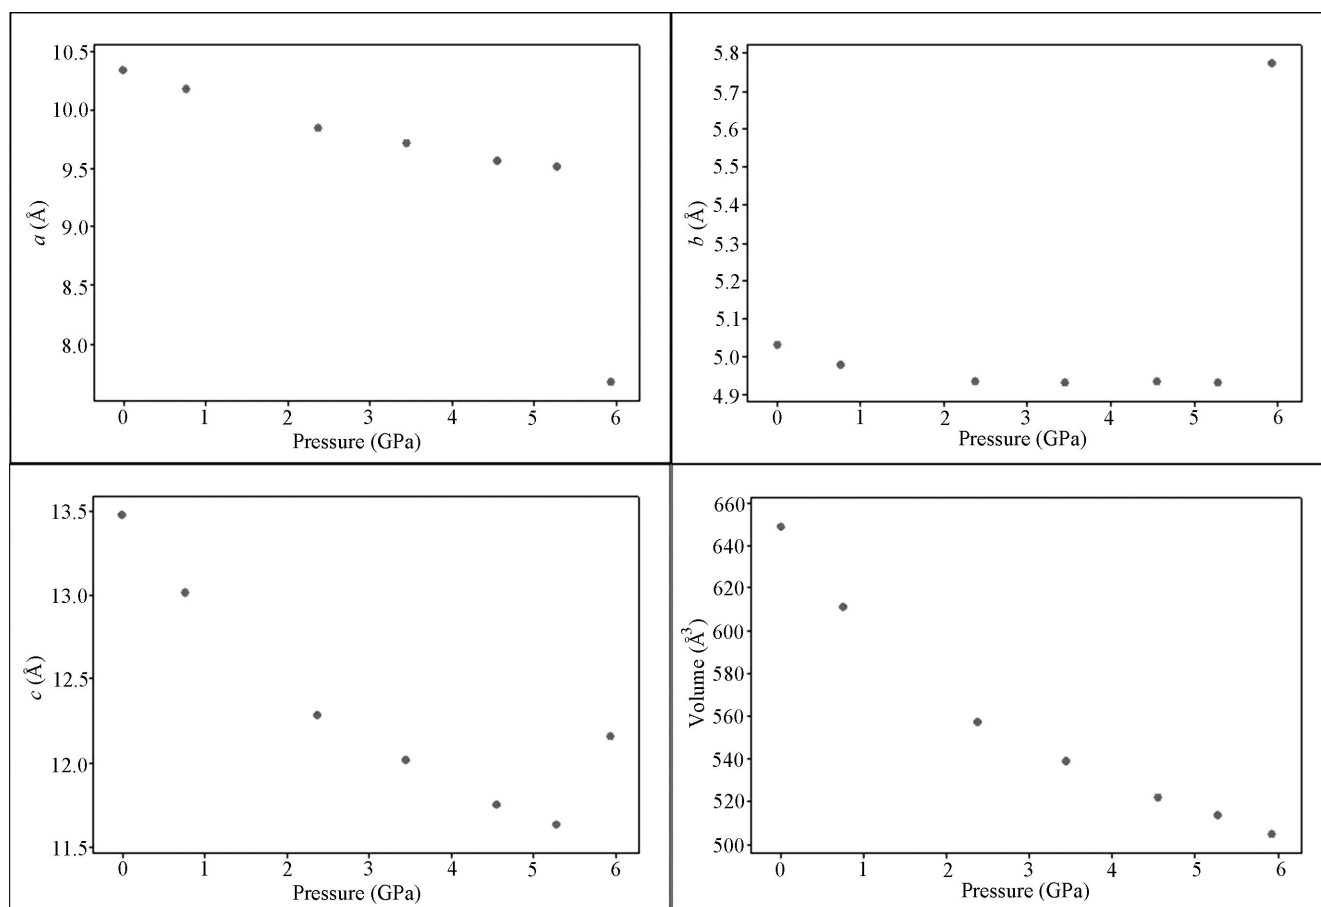 10.5
10.0
9.5
9.0
8.5
8.0
a (Å)
0 1 2 3 4 5 6
Pressure (GPa)
5.8
5.7
5.6
5.5
5.4
5.3
5.2
5.1
5.0
4.9
b (Å)
0 1 2 3 4 5 6
Pressure (GPa)
13.5
13.0
12.5
12.0
11.5
c (Å)
0 1 2 3 4 5 6
Pressure (GPa)
660
640
620
600
580
560
540
520
500
Volume (Å³)
0 1 2 3 4 5 6
Pressure (GPa)